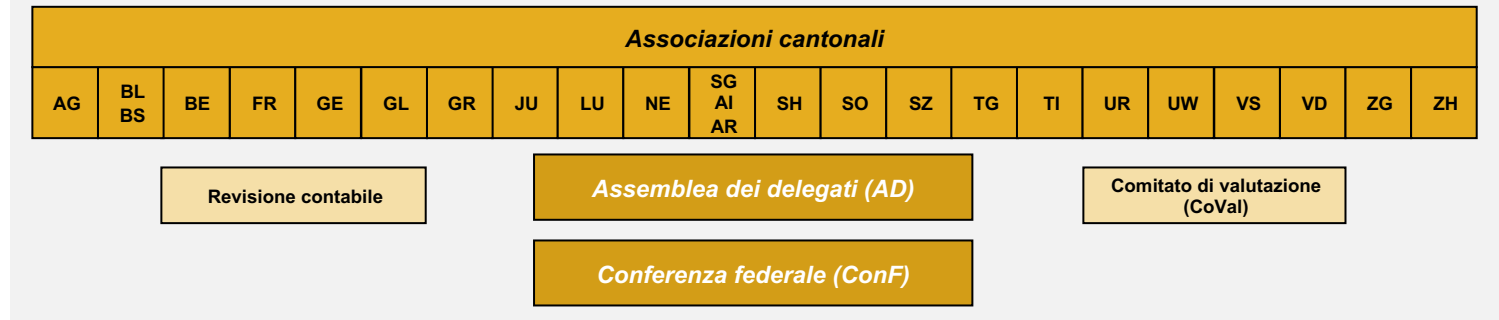 Associazioni cantonali
AG
BL
BS
BE
FR
GE
GL
GR
JU
LU
NE
SG
AI
AR
SH
SO
SZ
TG
TI
UR
UW
VS
VD
ZG
ZH
Revisione contabile
Assemblea dei delegati (AD)
Comitato di valutazione
(CoVal)
Conferenza federale (ConF)